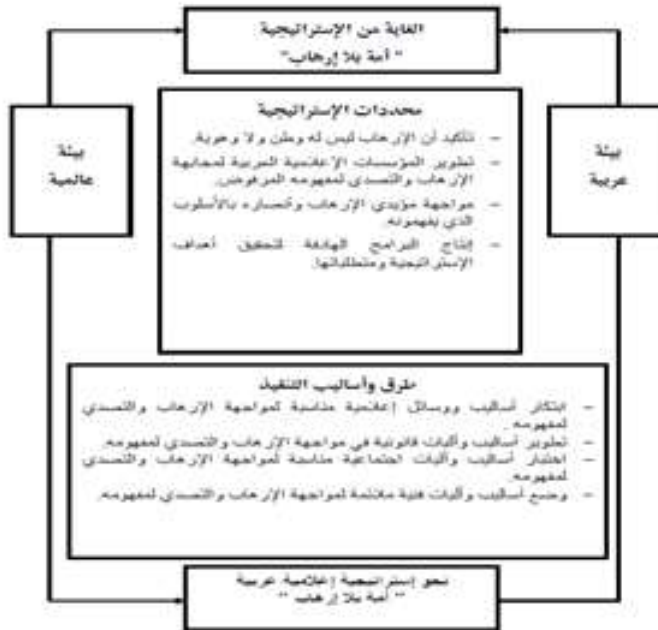 الغاية من الإستراتيجية
" أمة بلا إرهاب"
بيئة
عربية
محددات الإستراتيجية
- تأكيد أن الإرهاب ليس له وطن ولا وهوية.
- تطوير المؤسسات الإعلامية العربية لمجابهة
الإرهاب والتصدي لمفهومه المرفوض.
- مواجهة مؤيدي الإرهاب وأنصاره بالأسلوب
الذي يفهمونه.
- إنتاج البرامج الهادفة لتحقيق أهداف
الإستراتيجية ومتطلباتها.
بيئة
عالمية
طرق وأساليب التنفيذ
- ابتكار أساليب ووسائل إعلامية مناسبة لمواجهة الإرهاب والتصدي
لمفهومه.
- تطوير أساليب وآليات قانونية في مواجهة الإرهاب والتصدي لمفهومه.
- اختيار أساليب وآليات اجتماعية مناسبة لمواجهة الإرهاب والتصدي
لمفهومه.
- وضع أساليب وآليات فنية ملائمة لمواجهة الإرهاب والتصدي لمفهومه.
نحو إستراتيجية إعلامية عربية
" أمة بلا إرهاب "